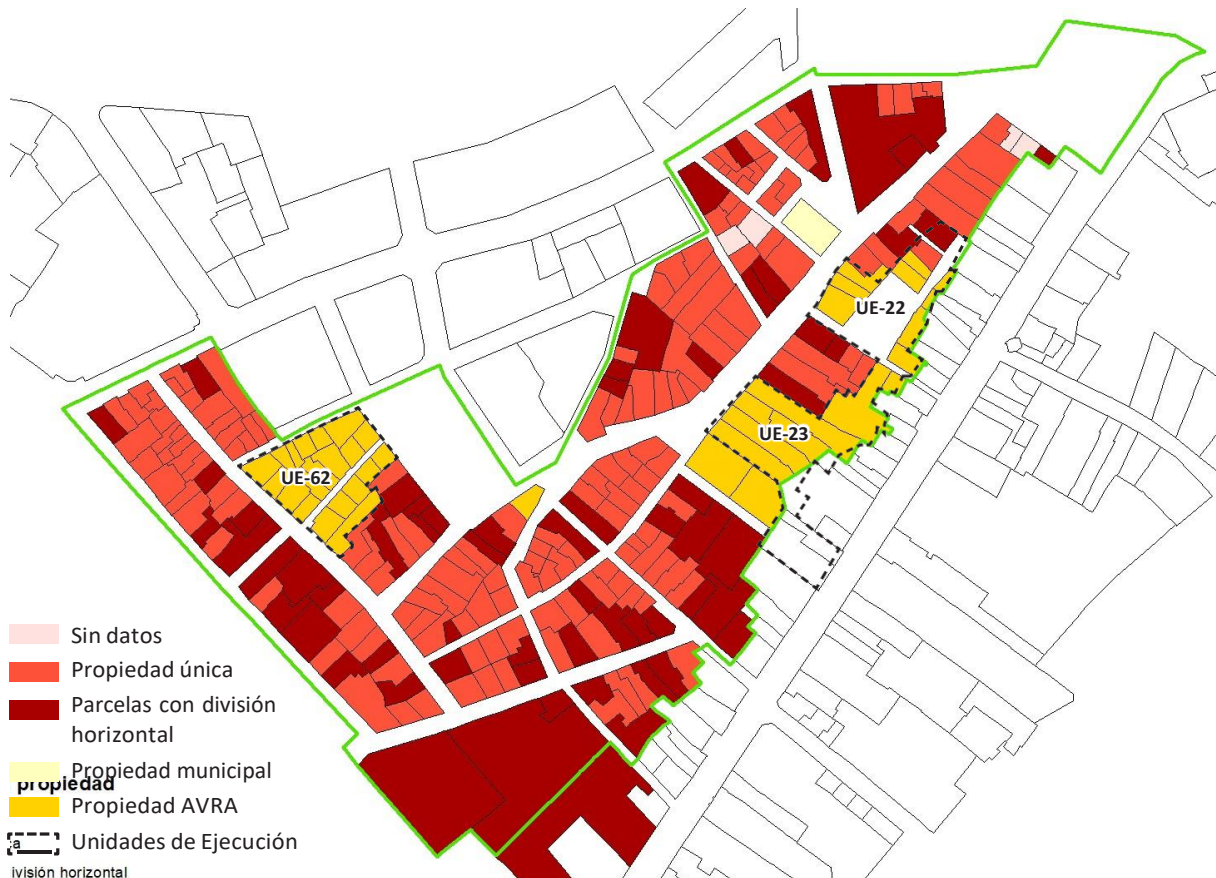 UE-22
UE-23
UE-62
Sin datos
Propiedad única
Parcelas con división
horizontal
Propiedad municipal
propiedad
Propiedad AVRA
a
Unidades de Ejecución
ivisión horizontal